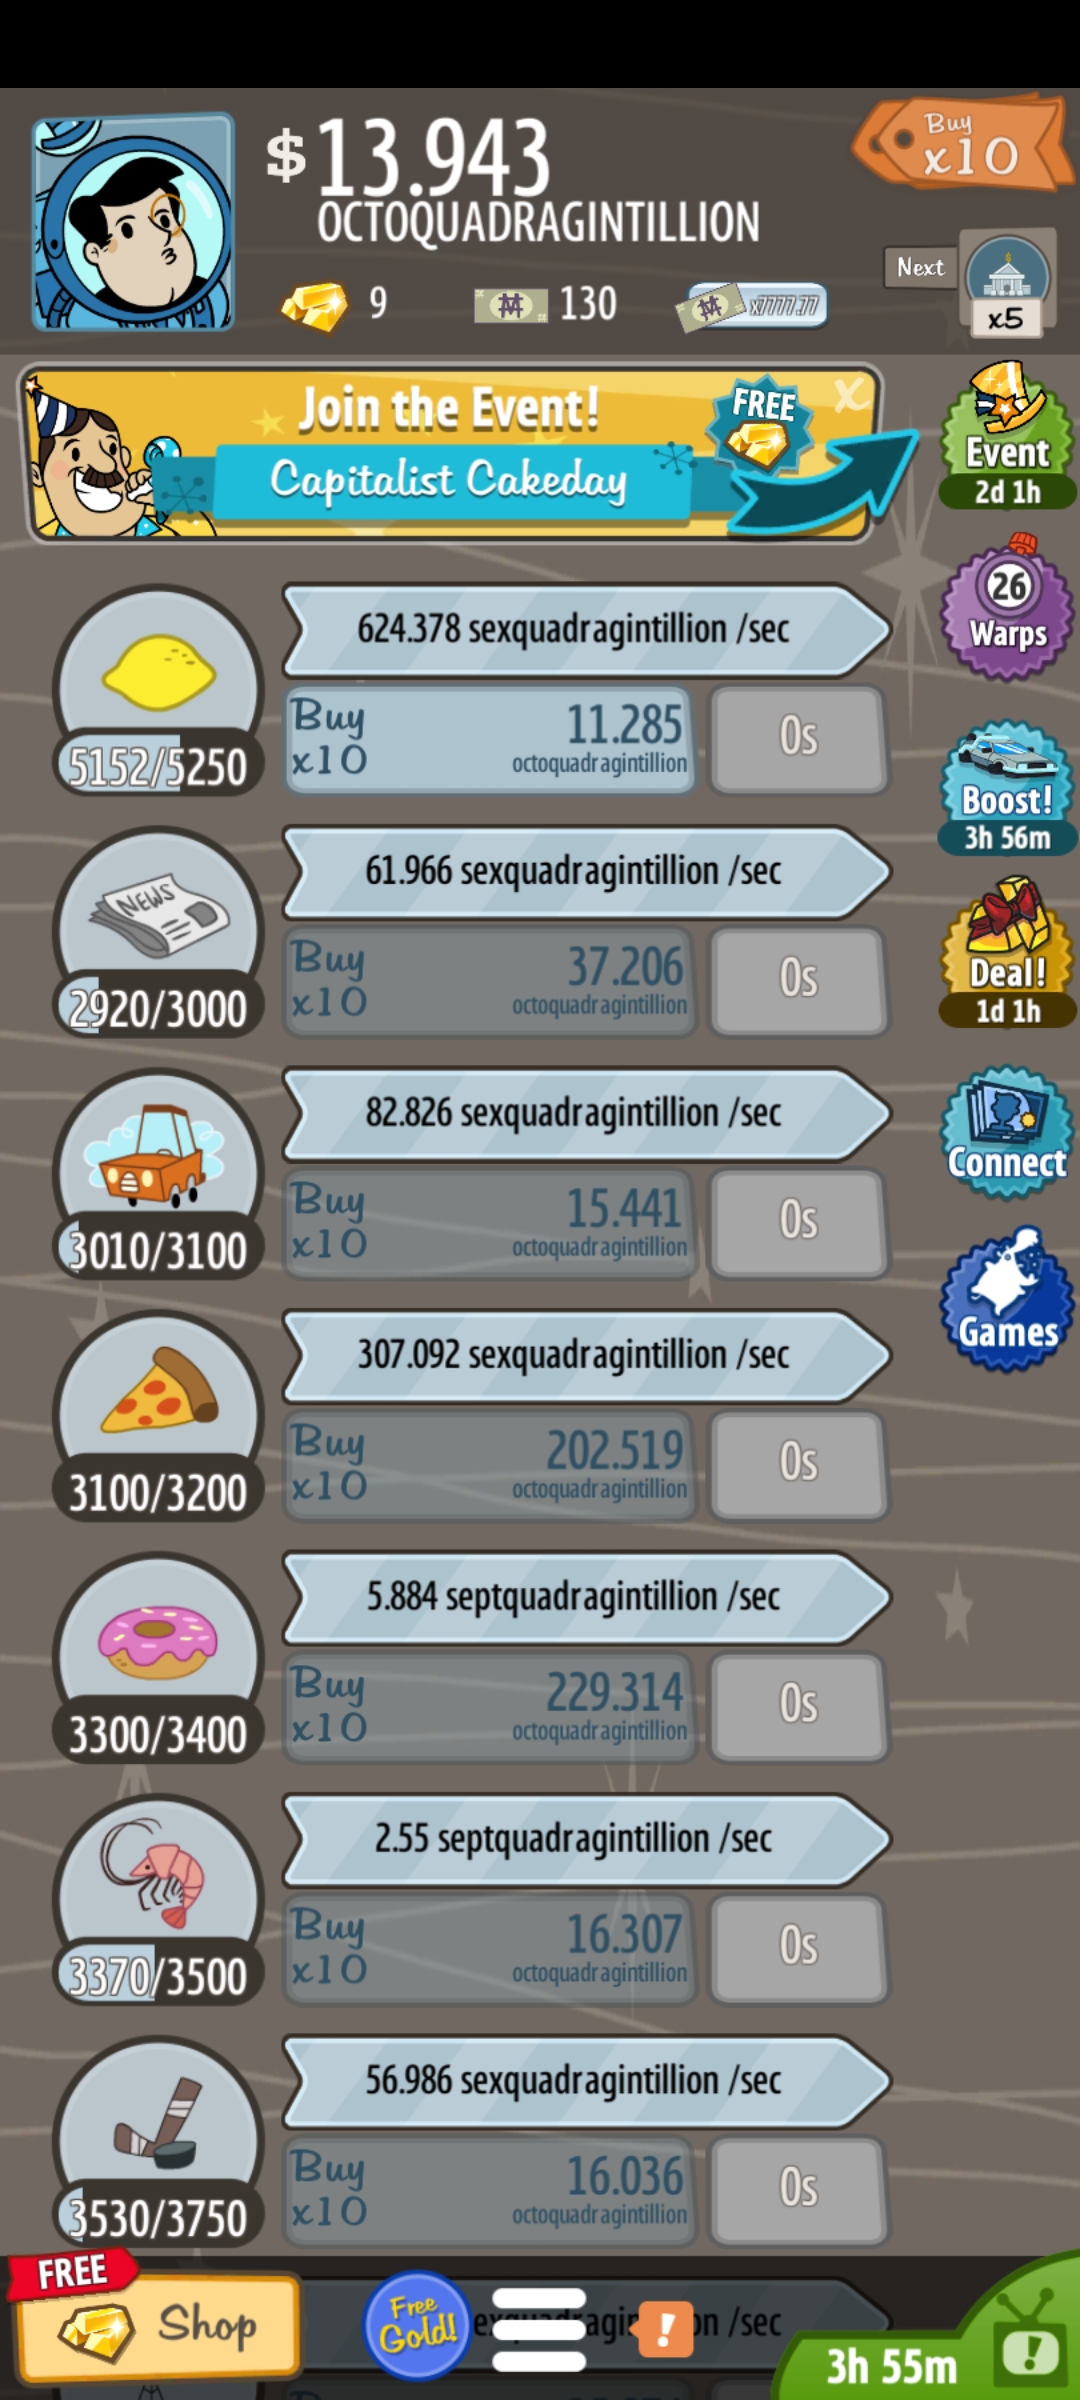 $13.943
OCTOQUADRAGINTILLION
Buy
x10
9
130
x7777.77
Next
x5
Join the Event!
Capitalist Cakeday
FREE
x
Event
2d 1h
26
Warps
Boost!
3h 56m
Deal!
1d 1h
Connect
Games
624.378 sexquadragintillion /sec
Buy
x10
11.285
octoquadragintillion
0s
5152/5250
NEWS
61.966 sexquadragintillion /sec
Buy
x10
37.206
octoquadragintillion
0s
2920/3000
82.826 sexquadragintillion /sec
Buy
x10
15.441
octoquadragintillion
0s
3010/3100
307.092 sexquadragintillion /sec
Buy
x10
202.519
octoquadragintillion
0s
3100/3200
5.884 septquadragintillion /sec
Buy
x10
229.314
octoquadragintillion
0s
3300/3400
2.55 septquadragintillion /sec
Buy
x10
16.307
octoquadragintillion
0s
3370/3500
56.986 sexquadragintillion /sec
Buy
x10
16.036
octoquadragintillion
0s
3530/3750
FREE
Shop
Free
Gold!
!
/sec
3h 55m
!